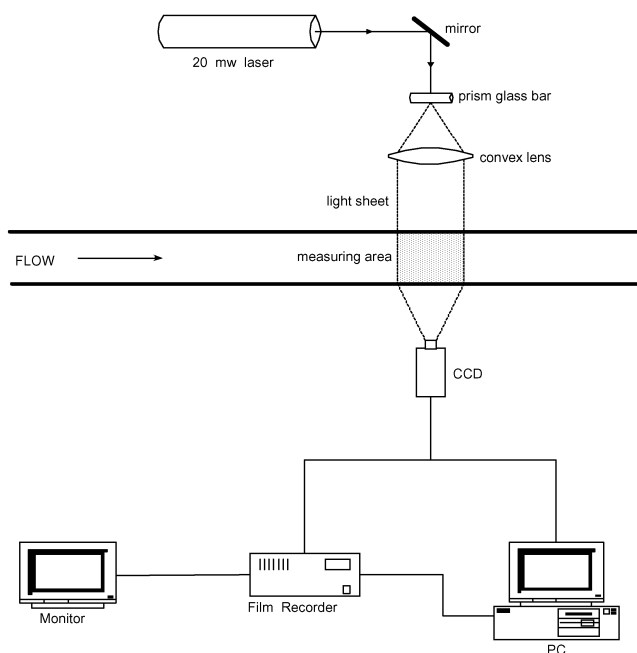 mirror
20 mw laser
prism glass bar
convex lens
light sheet
measuring area
FLOW
CCD
Film Recorder
Monitor
PC